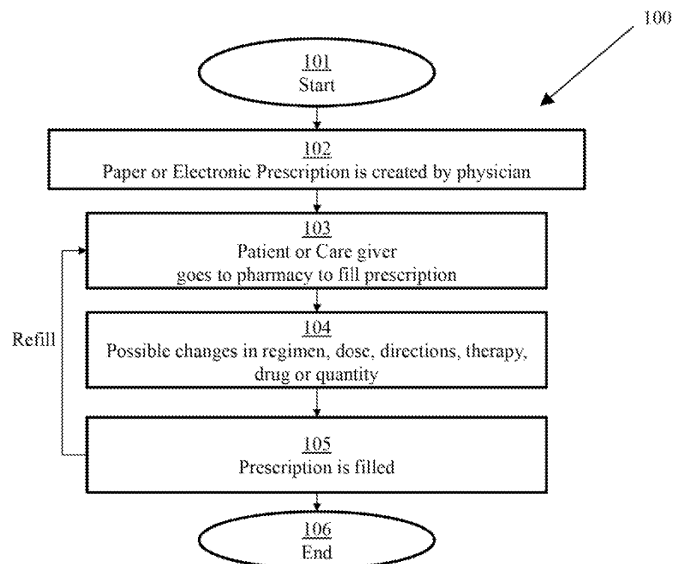 100
101
Start
102
Paper or Electronic Prescription is created by physician
103
Patient or Care giver
goes to pharmacy to fill prescription
Refill
104
Possible changes in regimen, dose, directions, therapy,
drug or quantity
105
Prescription is filled
106
End